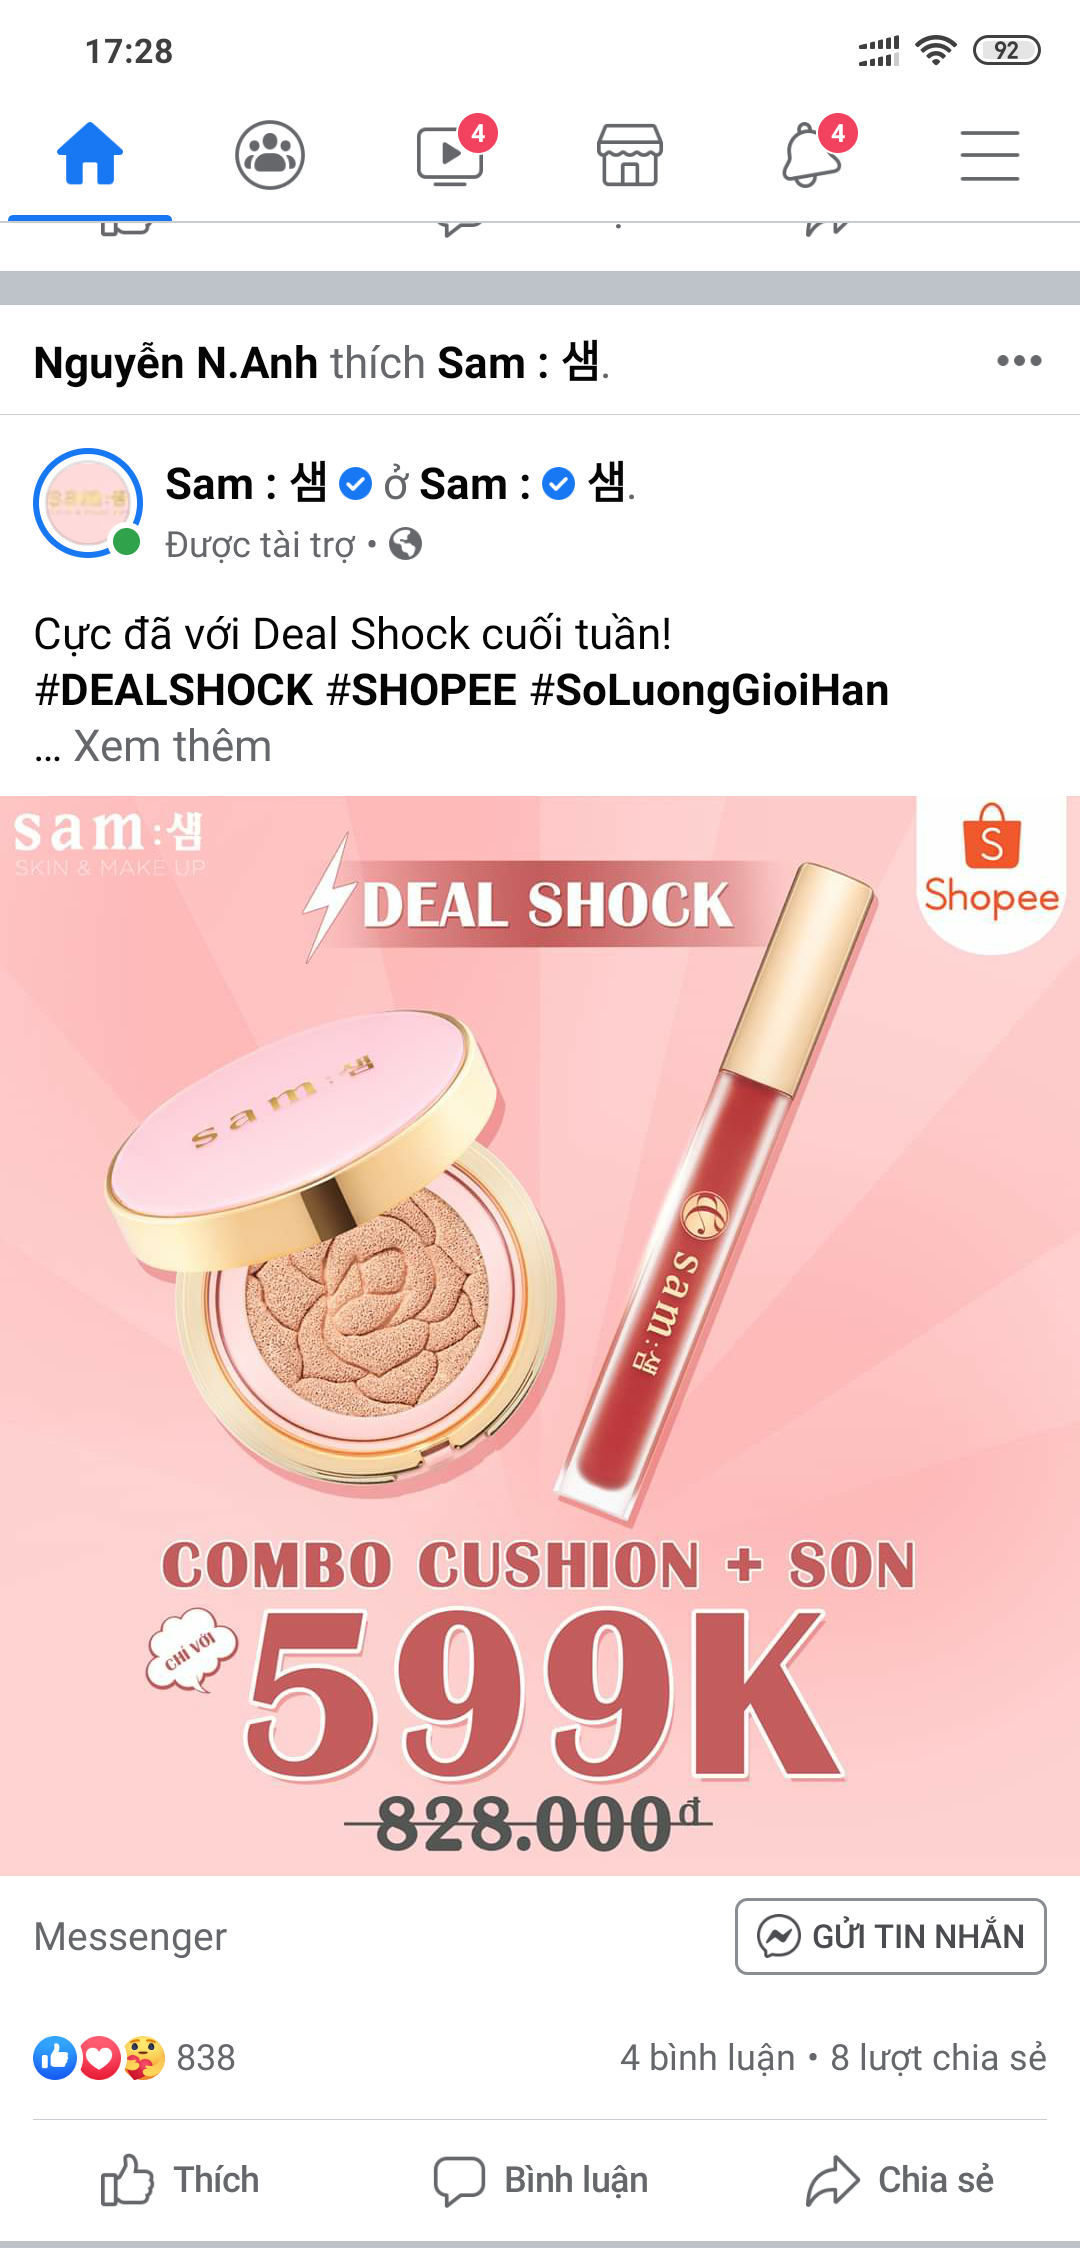 17:28
92
4
4
Nguyễn N.Anh thích Sam : 샘.
Sam : 샘 ở Sam : 샘.
Được tài trợ •
Cực đã với Deal Shock cuối tuần!
#DEALSHOCK #SHOPEE #SoLuongGioiHan
... Xem thêm
sam:샘
SKIN & MAKE UP
S
Shopee
DEAL SHOCK
sam:샘
sam:샘
COMBO CUSHION + SON
CHỈ VỚI
599K
828.000đ
Messenger
GỬI TIN NHẮN
838
4 bình luận • 8 lượt chia sẻ
Thích
Bình luận
Chia sẻ